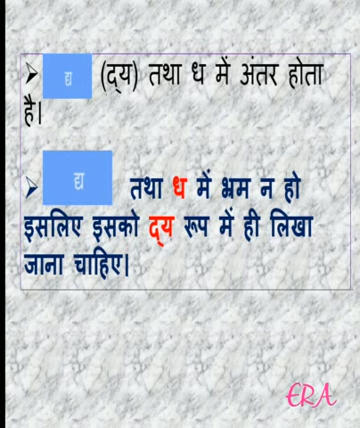 ➢ द्य (द्‌य) तथा ध में अंतर होता
है।
➢ द्य तथा ध में भ्रम न हो
इसलिए इसको द्‌य रूप में ही लिखा
जाना चाहिए।
ERA